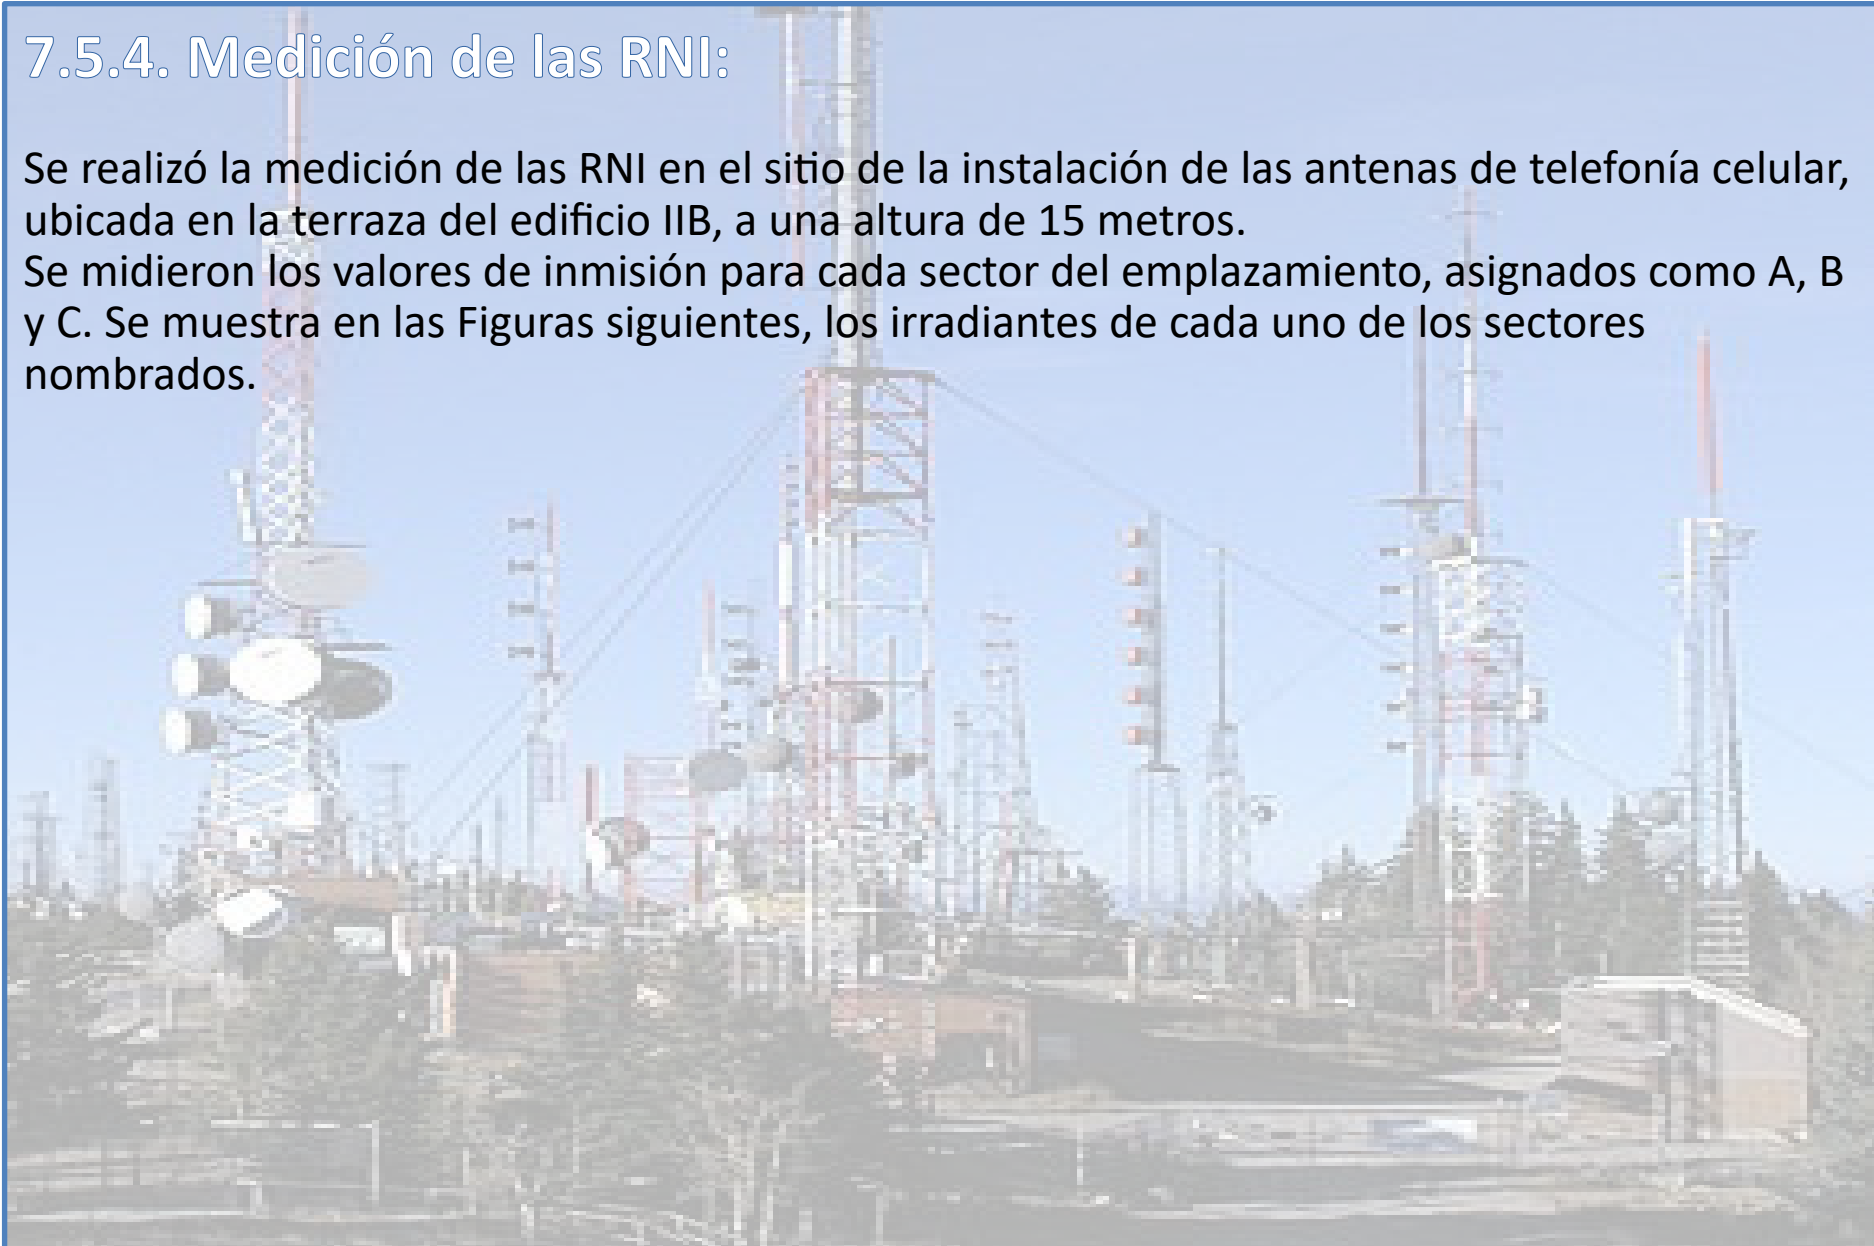 7.5.4. Medición de las RNI:
Se realizó la medición de las RNI en el sitio de la instalación de las antenas de telefonía celular,
ubicada en la terraza del edificio IIB, a una altura de 15 metros.
Se midieron los valores de inmisión para cada sector del emplazamiento, asignados como A, B
y C. Se muestra en las Figuras siguientes, los irradiantes de cada uno de los sectores
nombrados.